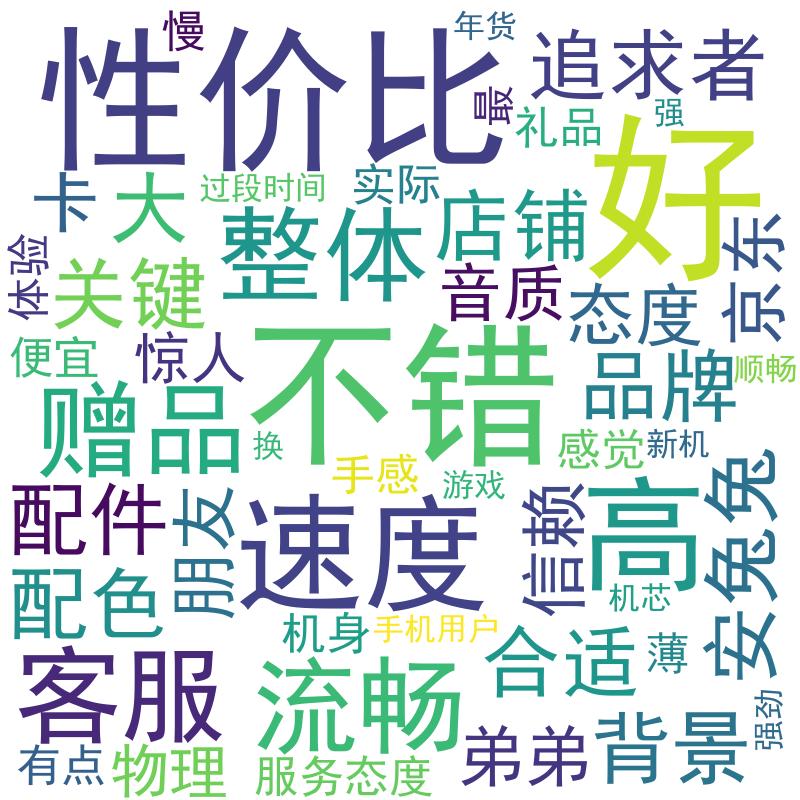 慢
年货
性价比
追求者
最
强
礼品
好
卡
大
过段时间
实际
店铺
整体
京东
体验
关键
音质
态度
便宜
惊人
不错
品牌
顺畅
赠品
换
感觉
新机
手感
游戏
安兔兔
配件
朋友
速度
信赖
高
配色
机芯
机身
手机用户
合适
薄
客服
流畅
强劲
弟弟
背景
有点
物理
服务态度